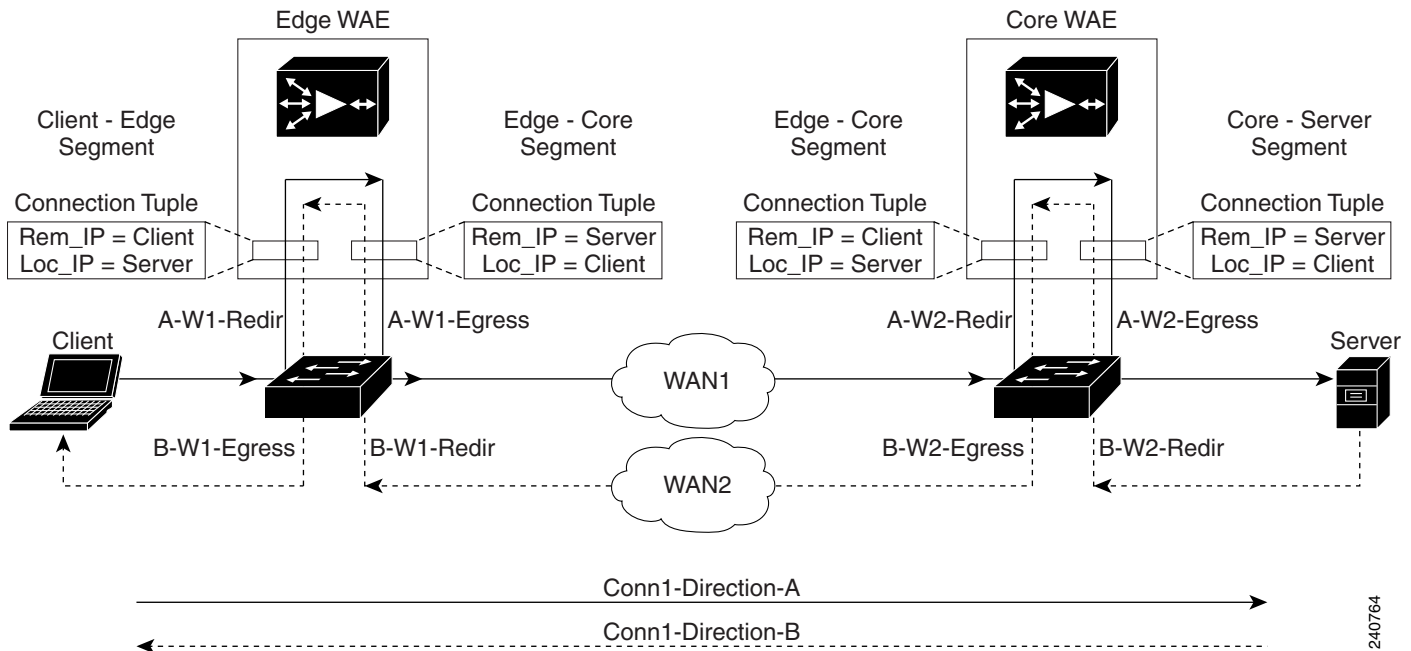 Edge WAE
Core WAE
Client - Edge
Segment
Edge - Core
Segment
Edge - Core
Segment
Core - Server
Segment
Connection Tuple
Rem_IP = Client
Loc_IP = Server
Connection Tuple
Rem_IP = Server
Loc_IP = Client
Connection Tuple
Rem_IP = Client
Loc_IP = Server
Connection Tuple
Rem_IP = Server
Loc_IP = Client
A-W1-Redir
A-W1-Egress
A-W2-Redir
A-W2-Egress
Client
Server
WAN1
B-W1-Egress
B-W1-Redir
B-W2-Egress
B-W2-Redir
WAN2
Conn1-Direction-A
Conn1-Direction-B
240764